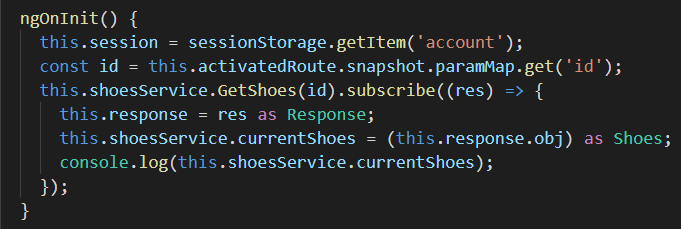 ngOnInit() {
this.session = sessionStorage.getItem('account');
const id = this.activatedRoute.snapshot.paramMap.get('id');
this.shoesService.GetShoes(id).subscribe((res) => {
this.response = res as Response;
this.shoesService.currentShoes = (this.response.obj) as Shoes;
console.log(this.shoesService.currentShoes);
});
}